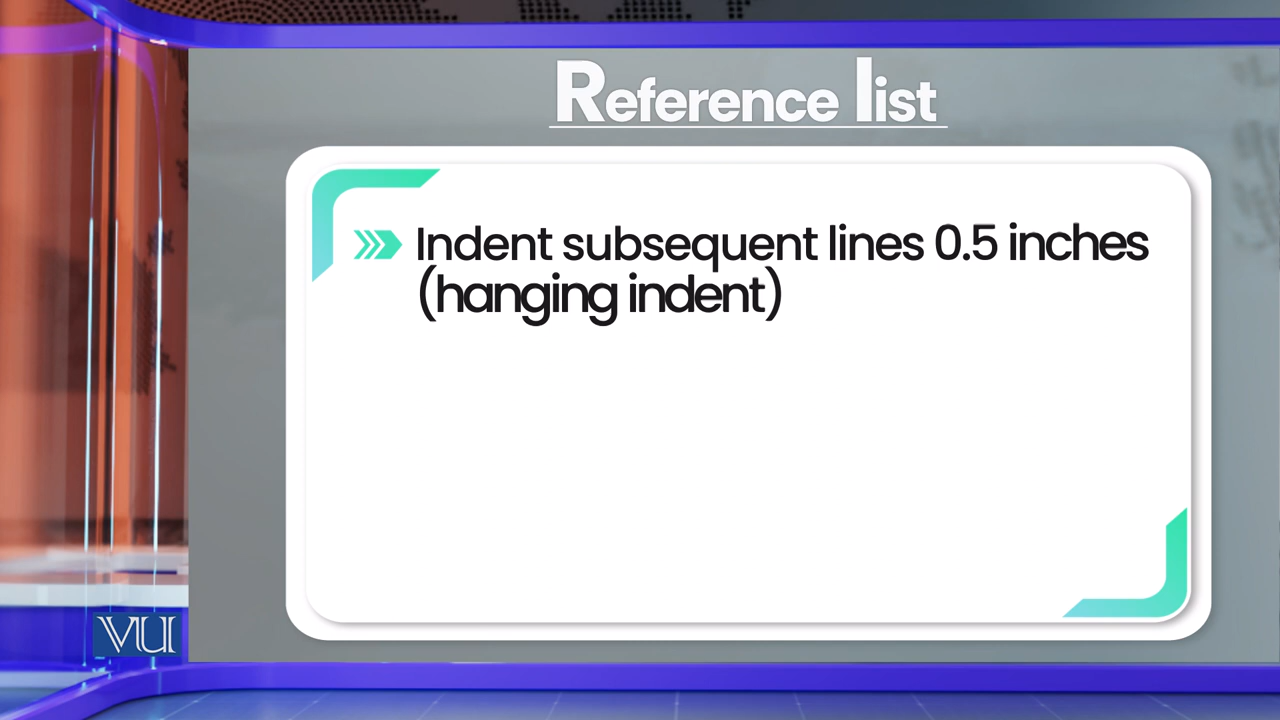 Reference list
Indent subsequent lines 0.5 inches
(hanging indent)
VU